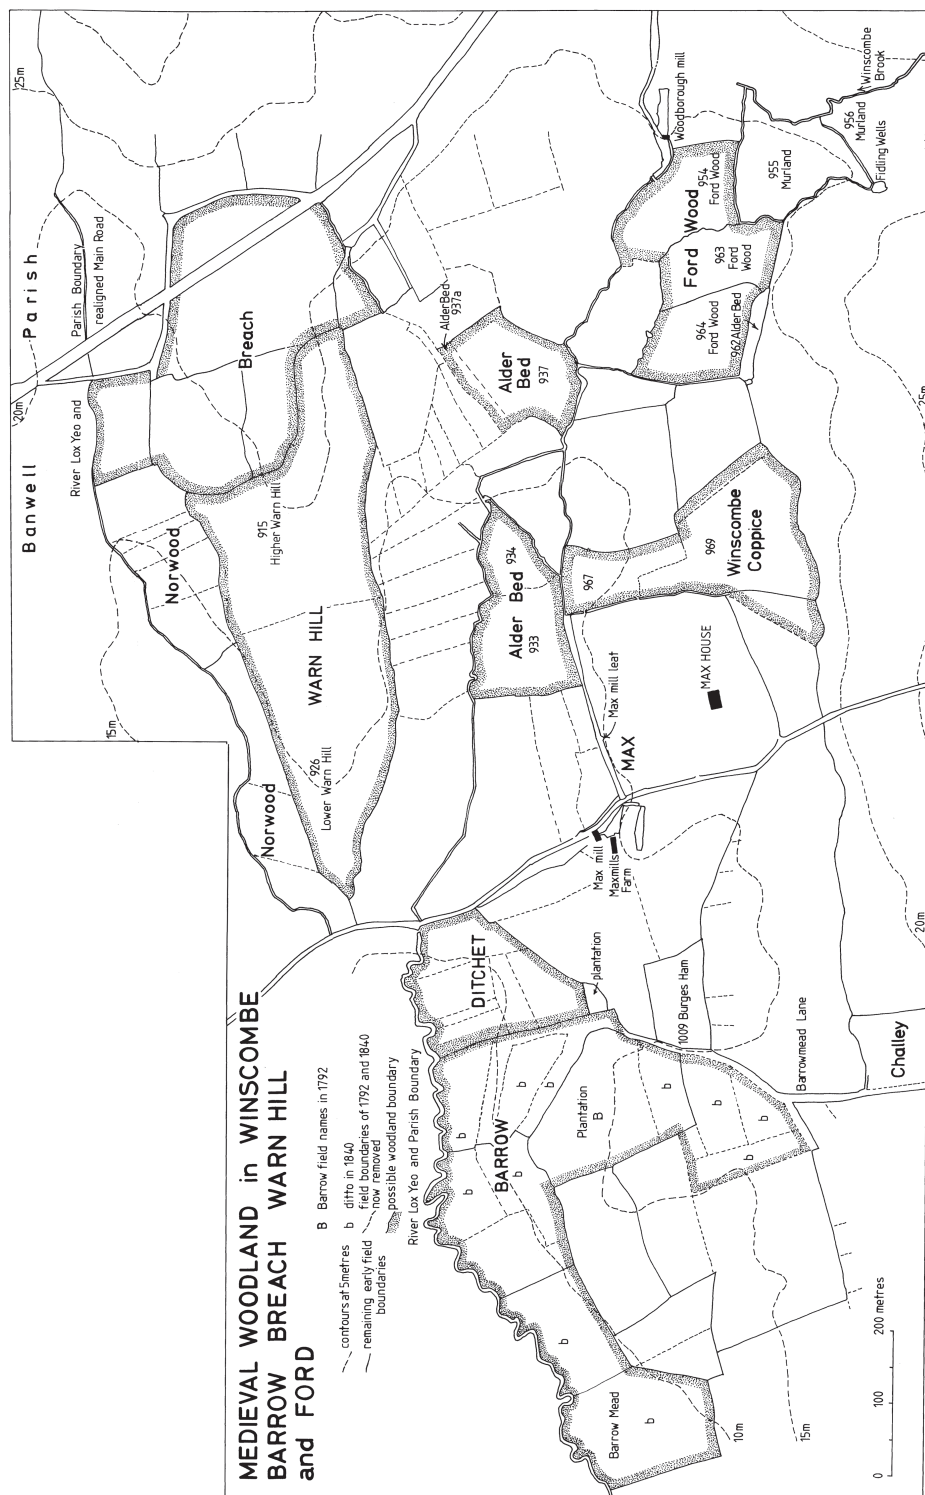 MEDIEVAL WOODLAND in WINSCOMBE
BARROW BREACH WARN HILL
and FORD
contours at 5metres
remaining early field
boundaries
B Barrow field names in 1792
b ditto in 1840
field boundaries of 1792 and 1840
now removed
possible woodland boundary
River Lox Yeo and Parish Boundary
Banwell Parish
20m
25m
River Lox Yeo and
Parish Boundary
realigned Main Road
Norwood
Breach
915
Higher Warn Hill
15m
WARN HILL
Norwood
926
Lower Warn Hill
Alder Bed
937a
Alder
Bed
937
Alder Bed
933
934
Woodborough mill
Ford Wood
954
Ford Wood
963
Ford
Wood
964
Ford Wood
962 Alder Bed
955
Murland
956
Murland
Winscombe
Brook
Fidling Wells
25m
967
969
Winscombe
Coppice
Max mill leat
MAX HOUSE
MAX
Max mill
Maxmills
Farm
DITCHET
plantation
1009 Burges Ham
20m
Barrowmead Lane
Challey
BARROW
b
b
b
b
b
Plantation
B
b
b
b
b
b
Barrow Mead
b
10m
15m
0 100 200 metres